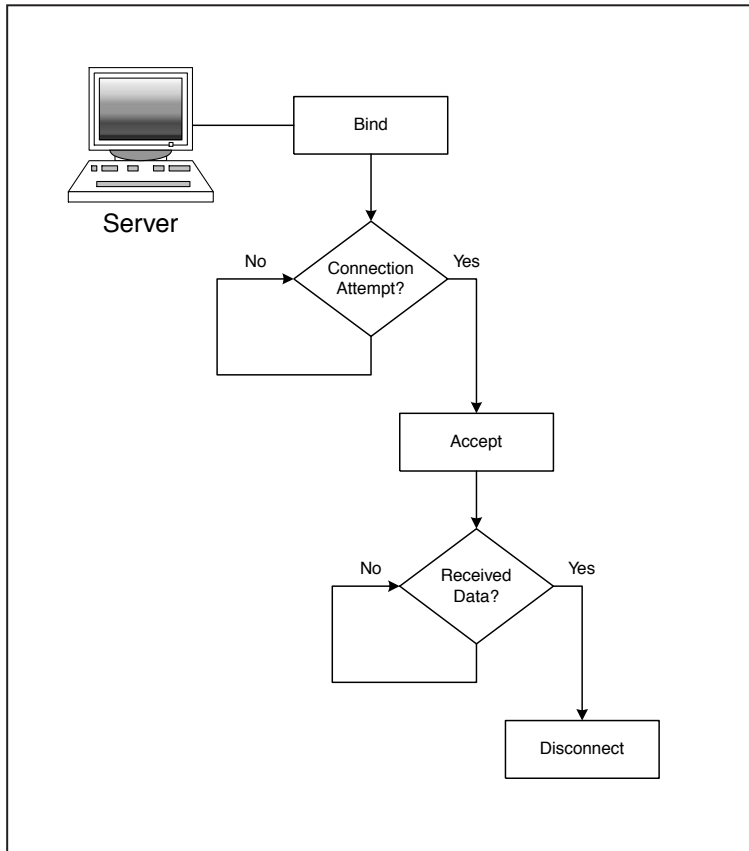 Bind
Server
No
Connection
Attempt?
Yes
Accept
No
Received
Data?
Yes
Disconnect